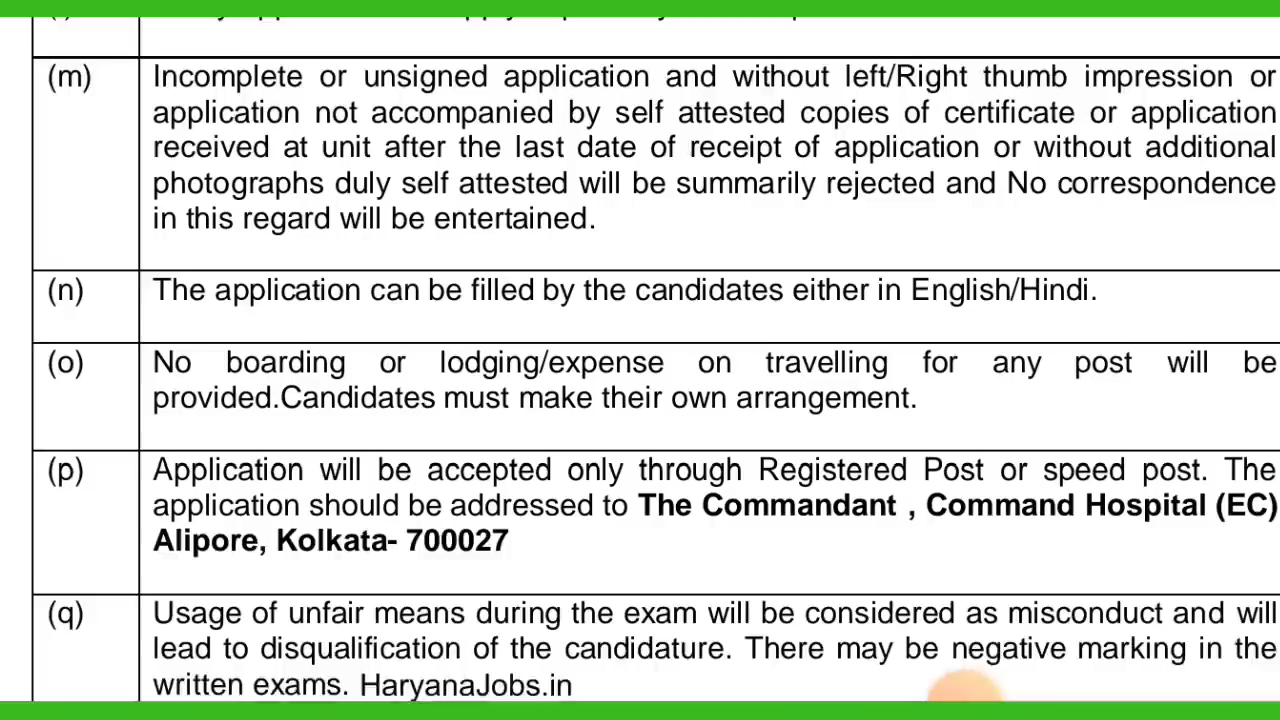 (m) Incomplete or unsigned application and without left/Right thumb impression or
application not accompanied by self attested copies of certificate or application
received at unit after the last date of receipt of application or without additional
photographs duly self attested will be summarily rejected and No correspondence
in this regard will be entertained.
(n) The application can be filled by the candidates either in English/Hindi.
(o) No boarding or lodging/expense on travelling for any post will be
provided.Candidates must make their own arrangement.
(p) Application will be accepted only through Registered Post or speed post. The
application should be addressed to The Commandant , Command Hospital (EC)
Alipore, Kolkata- 700027
(q) Usage of unfair means during the exam will be considered as misconduct and will
lead to disqualification of the candidature. There may be negative marking in the
written exams. HaryanaJobs.in